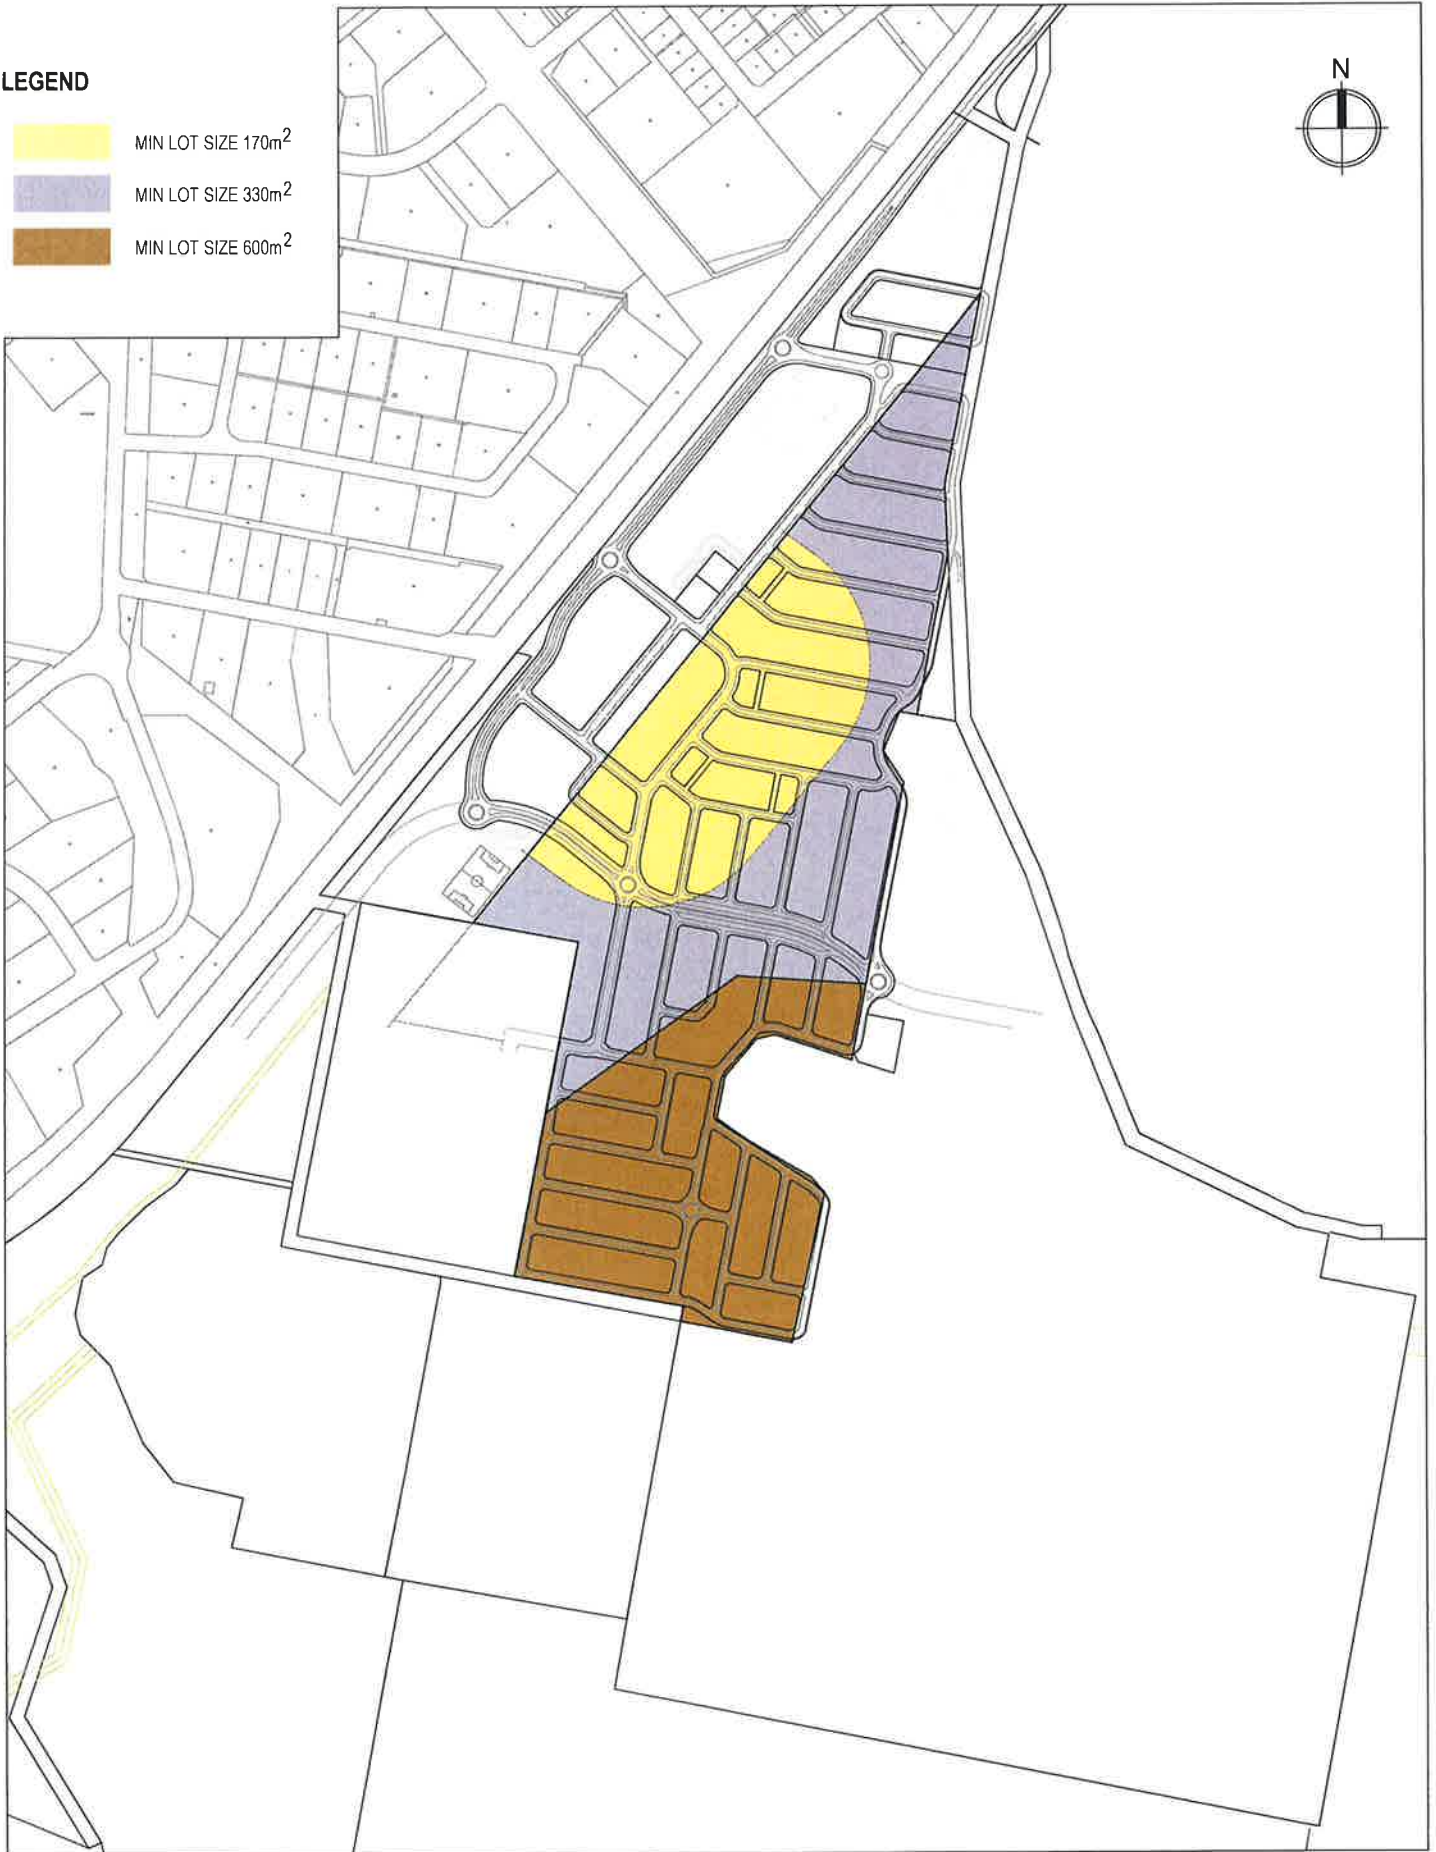 LEGEND
N
MIN LOT SIZE 170m²
MIN LOT SIZE 330m²
MIN LOT SIZE 600m²